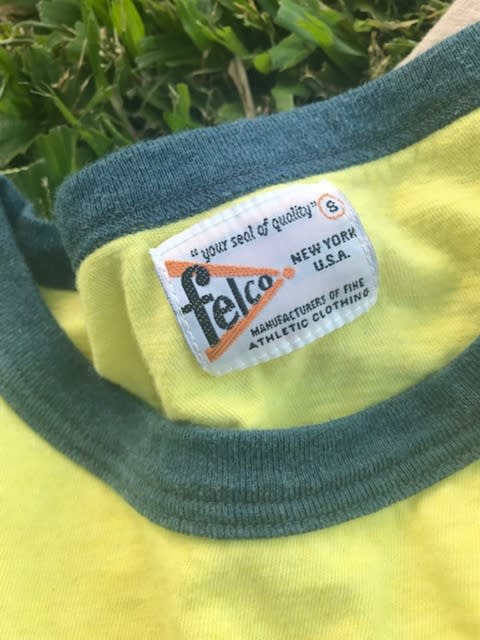 "your seal of quality" S
felco
NEW YORK
U.S.A.
MANUFACTURERS OF FINE
ATHLETIC CLOTHING